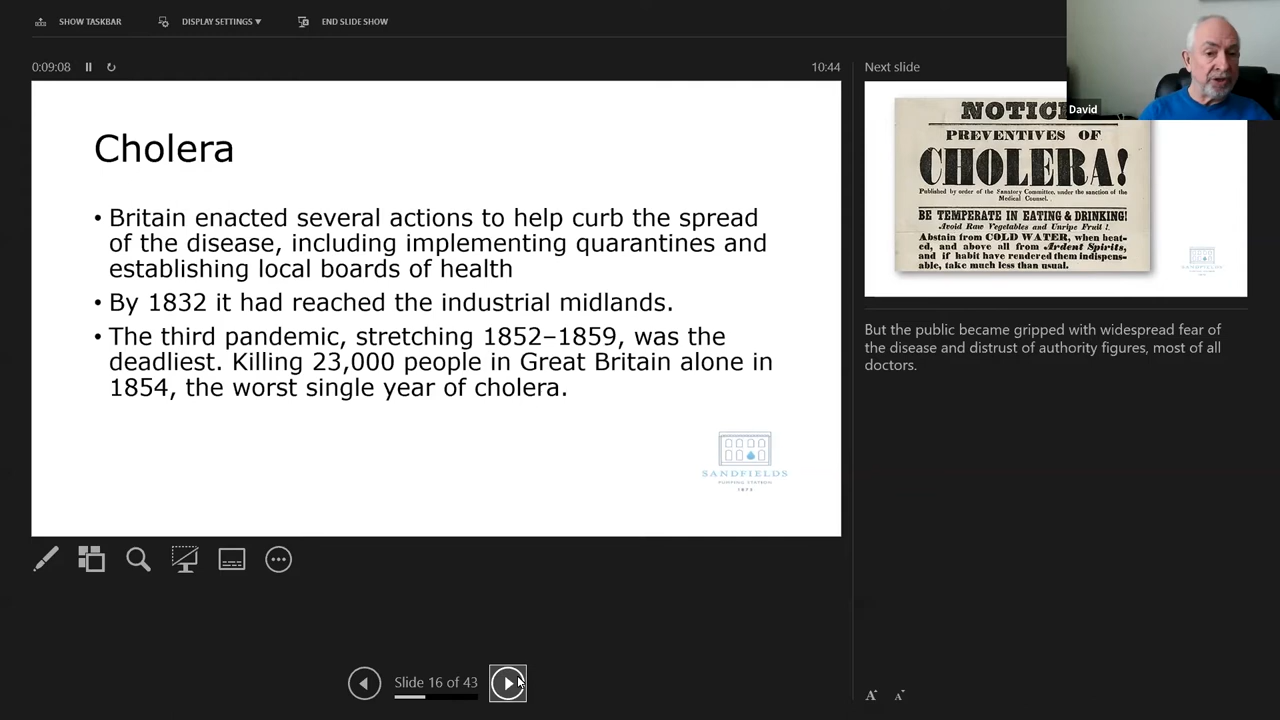 SHOW TASKBAR
DISPLAY SETTINGS ▼
END SLIDE SHOW
0:09:08
10:44
Next slide
David
Cholera
• Britain enacted several actions to help curb the spread
of the disease, including implementing quarantines and
establishing local boards of health
• By 1832 it had reached the industrial midlands.
• The third pandemic, stretching 1852–1859, was the
deadliest. Killing 23,000 people in Great Britain alone in
1854, the worst single year of cholera.
SANDFIELDS
PUMPING STATION
1873
NOTIC
PREVENTIVES OF
CHOLERA!
Published by order of the Sanatory Committee, under the sanction of the
Medical Counsel.
BE TEMPERATE IN EATING & DRINKING!
Avoid Raw Vegetables and Unripe Fruit !
Abstain from COLD WATER, when heat-
ed, and above all from Ardent Spirits,
and if habit have rendered them indispens-
able, take much less than usual.
SANDFIELDS
But the public became gripped with widespread fear of
the disease and distrust of authority figures, most of all
doctors.
Slide 16 of 43
A A